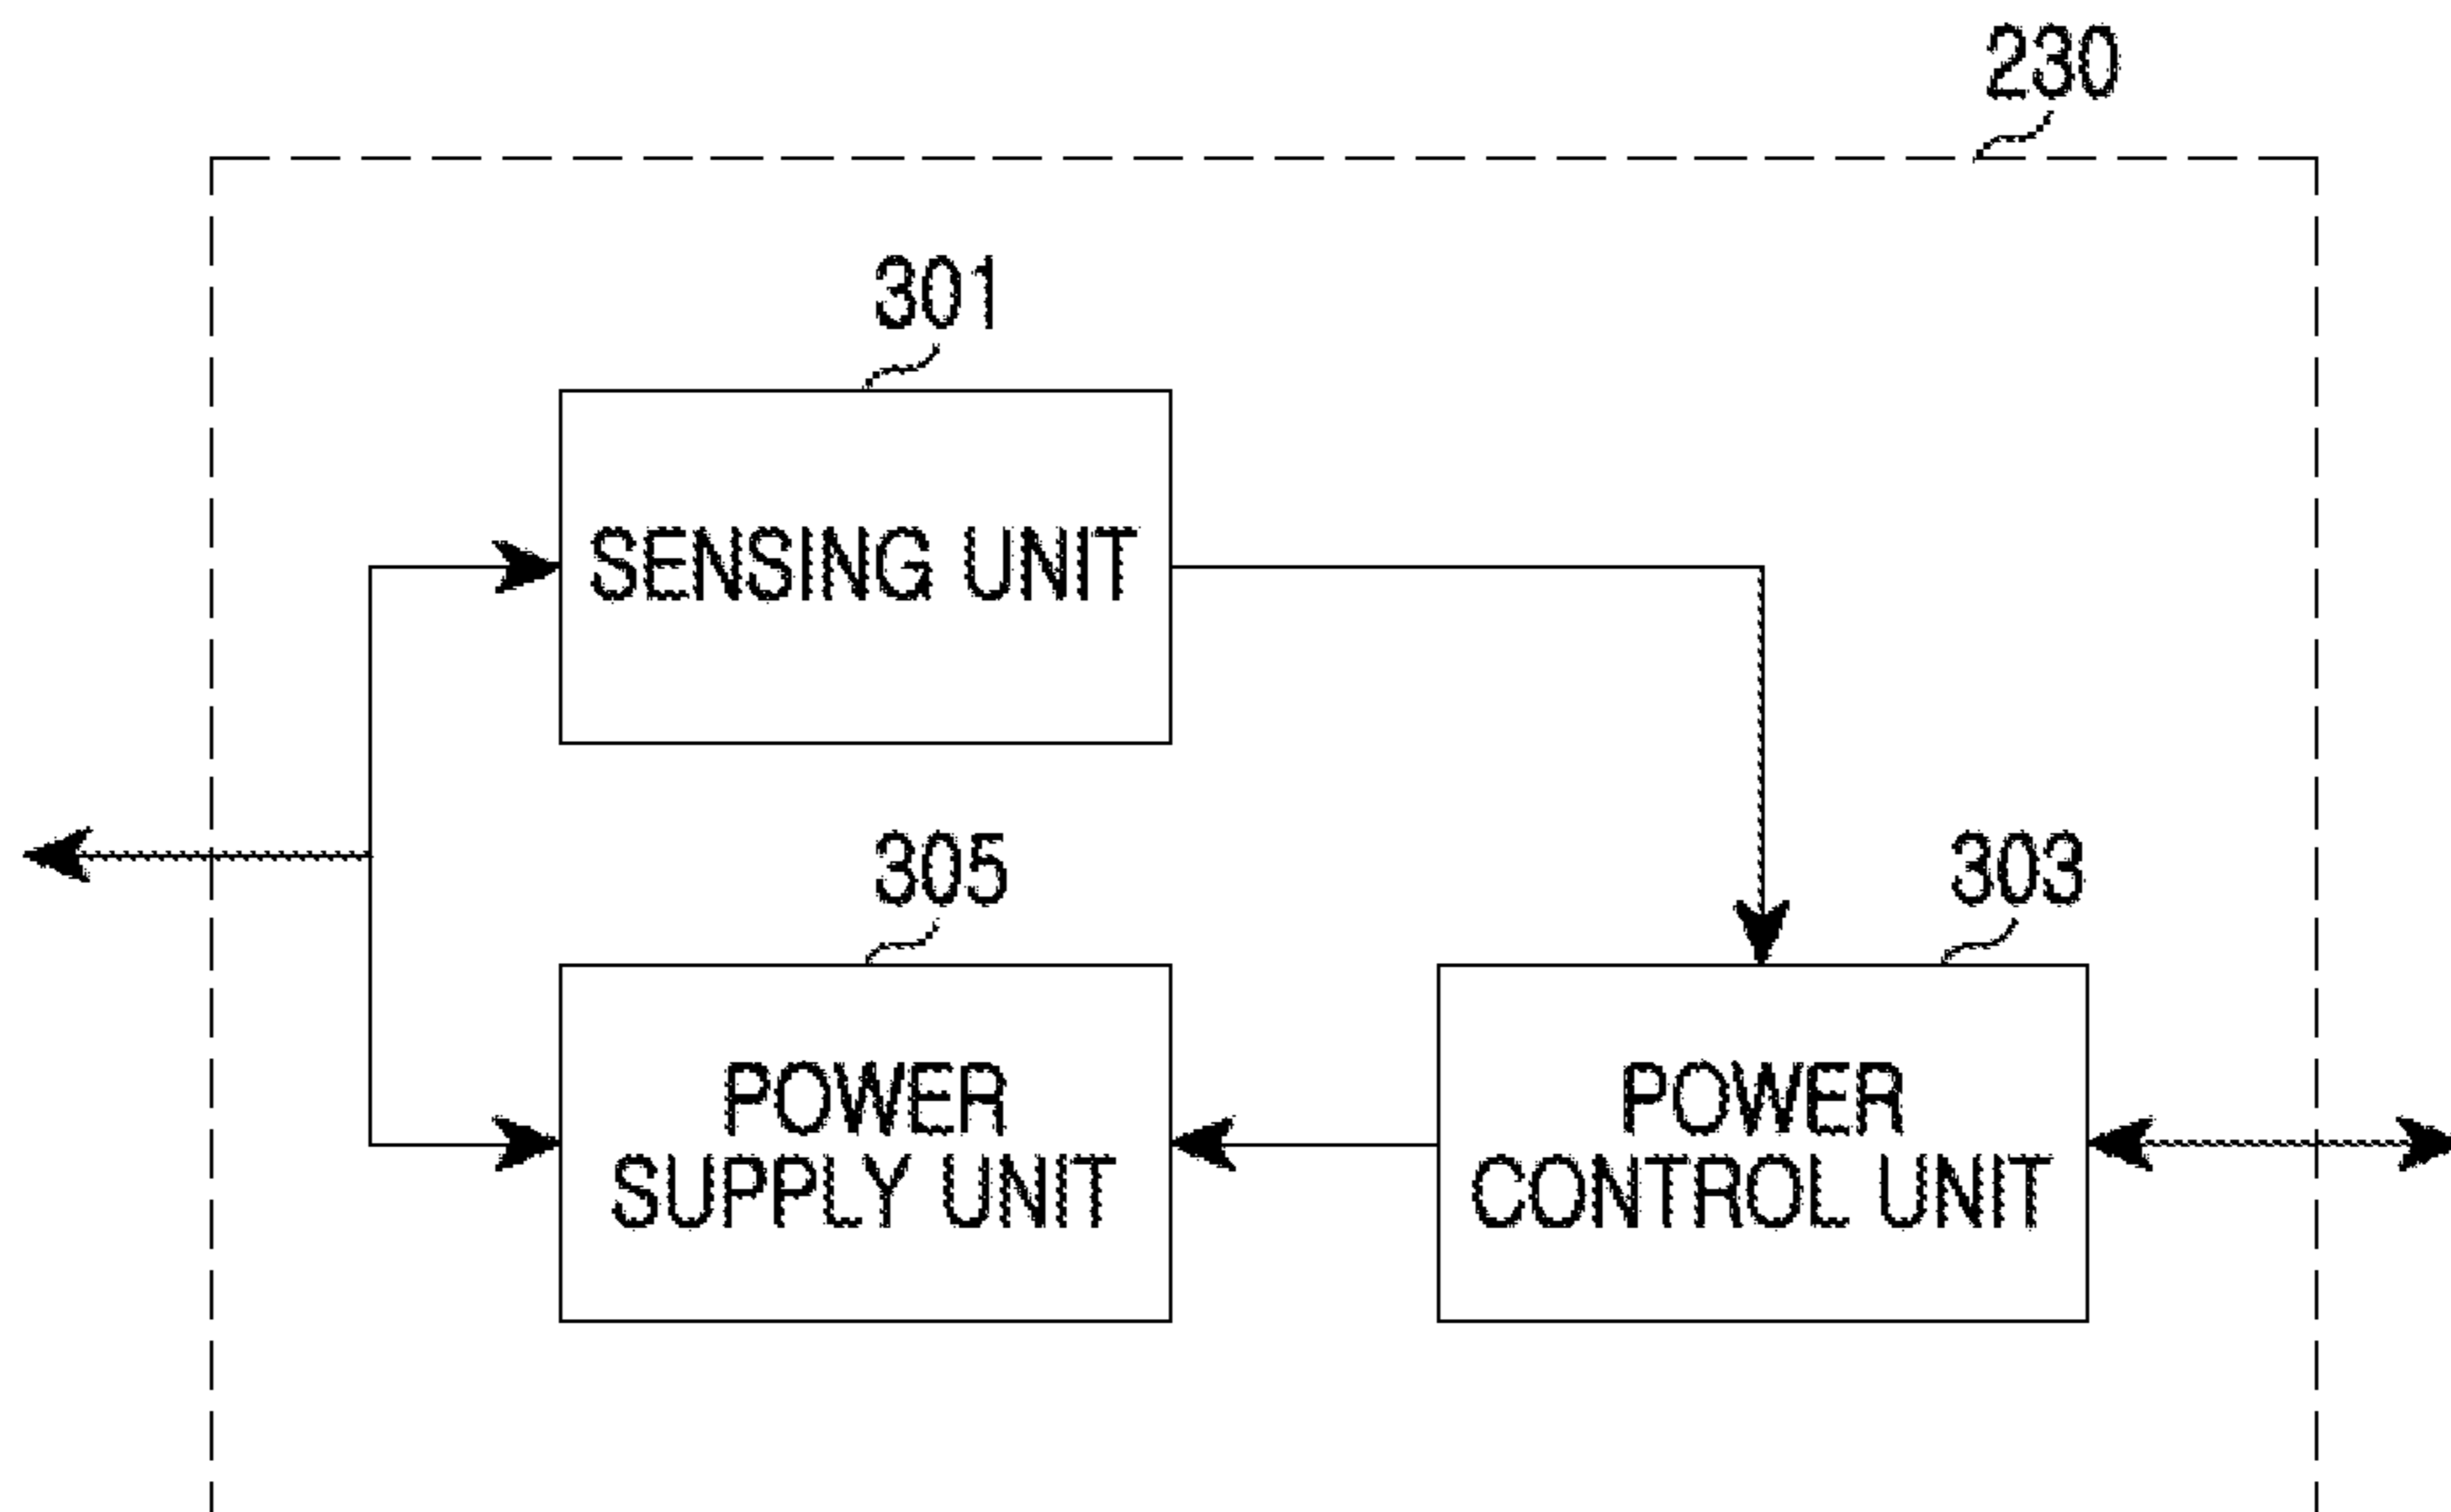 230
301
SENSING UNIT
305
303
POWER
SUPPLY UNIT
POWER
CONTROL UNIT